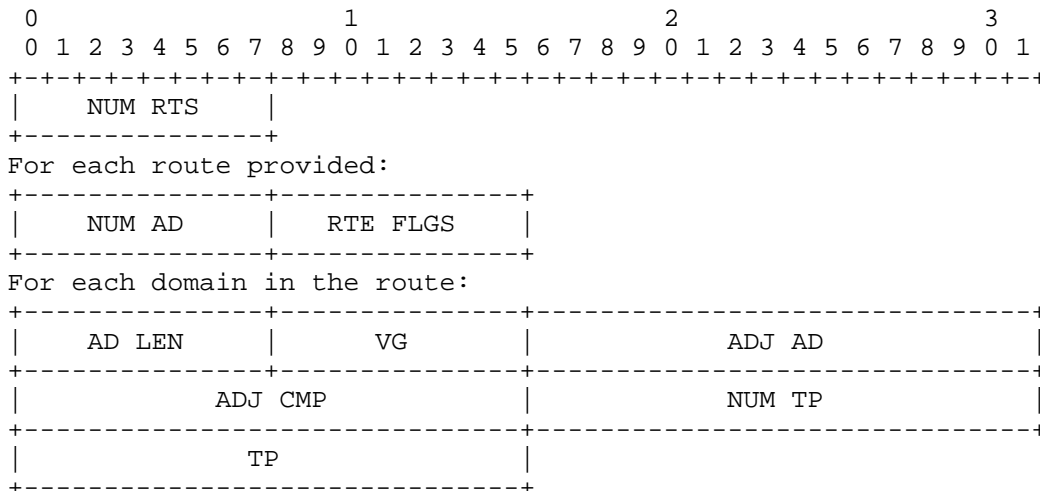 0                   1                   2                   3
 0 1 2 3 4 5 6 7 8 9 0 1 2 3 4 5 6 7 8 9 0 1 2 3 4 5 6 7 8 9 0 1
+-+-+-+-+-+-+-+-+-+-+-+-+-+-+-+-+-+-+-+-+-+-+-+-+-+-+-+-+-+-+-+-+
|    NUM RTS    |
+---------------+
For each route provided:
+---------------+---------------+
|    NUM AD     |   RTE FLGS    |
+---------------+---------------+
For each domain in the route:
+---------------+---------------+-------------------------------+
|    AD LEN     |      VG       |            ADJ AD             |
+---------------+---------------+-------------------------------+
|            ADJ CMP            |            NUM TP             |
+-------------------------------+-------------------------------+
|              TP               |
+-------------------------------+